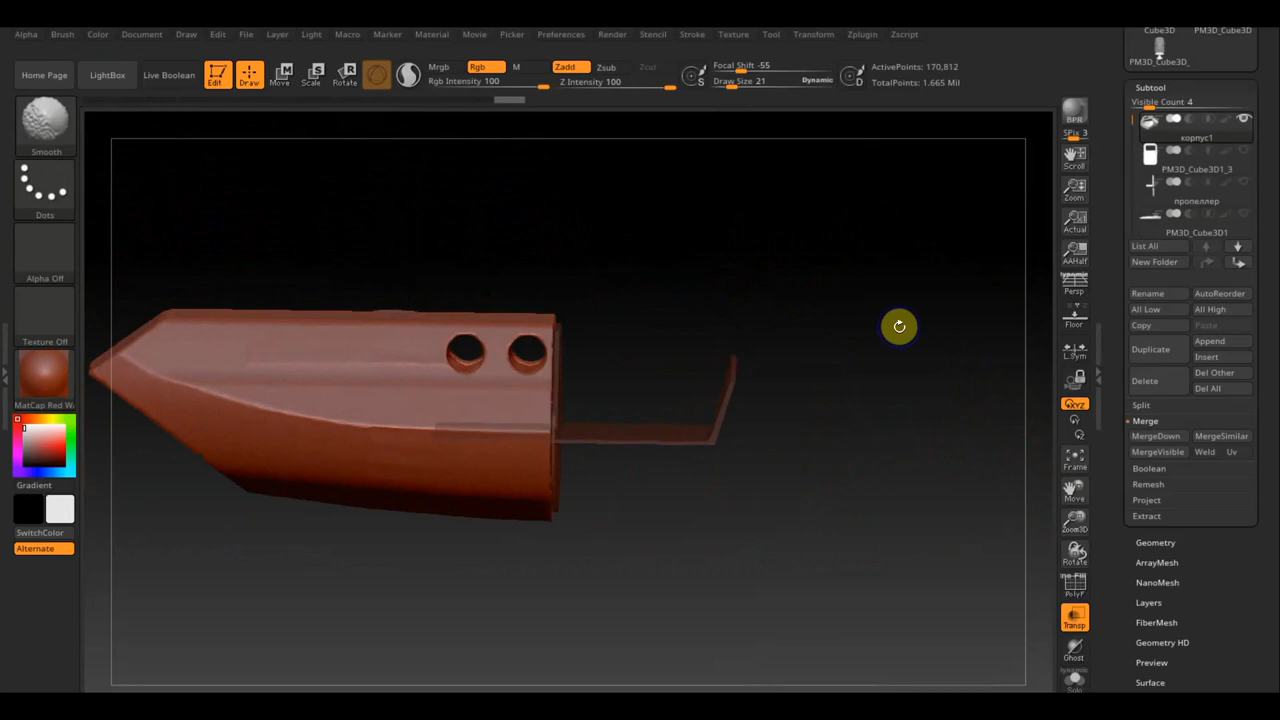 Cube3D PM3D_Cube3D
Alpha Brush Color Document Draw Edit File Layer Light Macro Marker Material Movie Picker Preferences Render Stencil Stroke Texture Tool Transform Zplugin Zscript
PM3D_Cube3D_
Home Page LightBox Live Boolean Edit Draw Move Scale Rotate
Mrgb Rgb M Zadd Zsub Cut
Rgb Intensity 100 Z Intensity 100
Focal Shift -55
Draw Size 21 Dynamic
S D
ActivePoints: 170,812
TotalPoints: 1.665 Mil
Smooth
Dots
Alpha Off
Texture Off
MatCap Red W
Gradient
SwitchColor
Alternate
BPR
SPix 3
Scroll
Zoom
Actual
AAHalf
Dynamic
Persp
Floor
L.Sym
XYZ
Y
Z
Frame
Move
Zoom3D
Rotate
PolyF
Transp
Ghost
Dynamic
Solo
Subtool
Visible Count 4
корпус1
PM3D_Cube3D1_3
пропеллер
PM3D_Cube3D1
List All
New Folder
Rename AutoReorder
All Low All High
Copy Paste
Duplicate Append
Insert
Delete Del Other
Del All
Split
Merge
MergeDown MergeSimilar
MergeVisible Weld Uv
Boolean
Remesh
Project
Extract
Geometry
ArrayMesh
NanoMesh
Layers
FiberMesh
Geometry HD
Preview
Surface